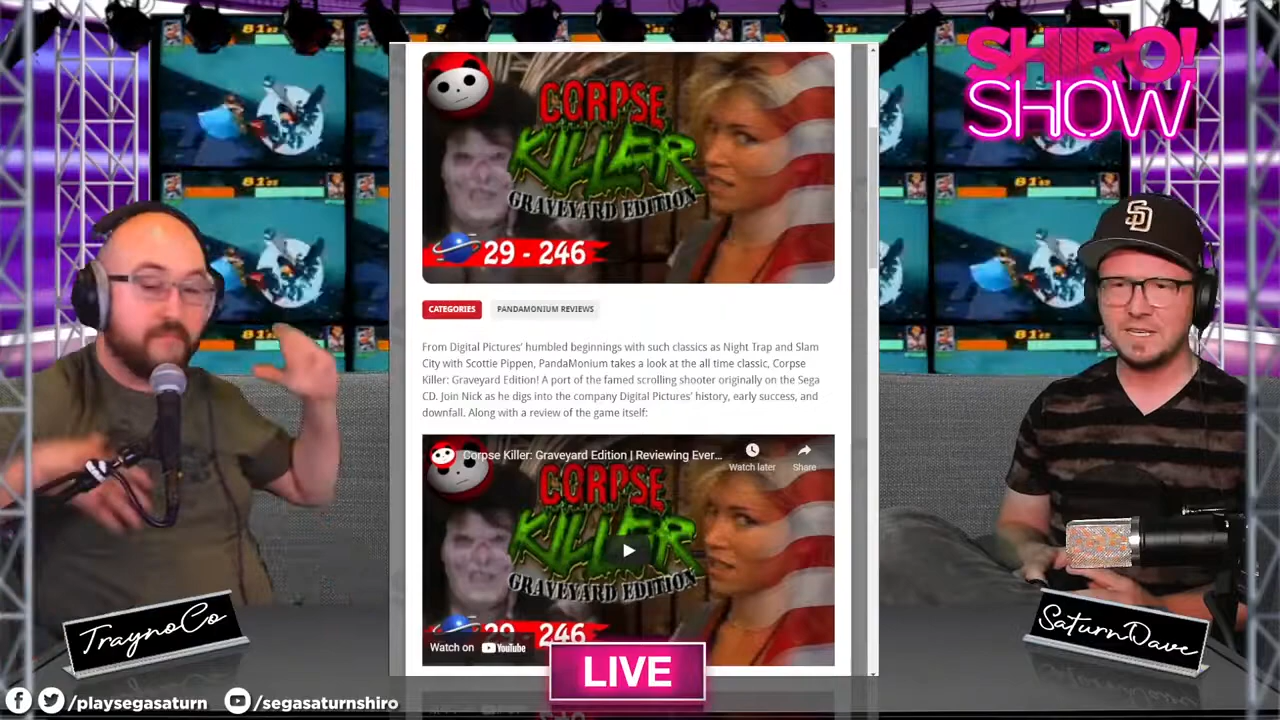 SHIRO!
SHOW
CORPSE
KILLER
GRAVEYARD EDITION
29 - 246
CATEGORIES
PANDAMONIUM REVIEWS
From Digital Pictures' humbled beginnings with such classics as Night Trap and Slam
City with Scottie Pippen, PandaMonium takes a look at the all time classic, Corpse
Killer: Graveyard Edition! A port of the famed scrolling shooter originally on the Sega
CD. Join Nick as he digs into the company Digital Pictures' history, early success, and
downfall. Along with a review of the game itself:
Corpse Killer: Graveyard Edition | Reviewing Ever...
Watch later
Share
CORPSE
KILLER
GRAVEYARD EDITION
29 - 246
Watch on YouTube
LIVE
TraynoCo
SaturnDave
SD
/playsegasaturn
/segasaturnshiro